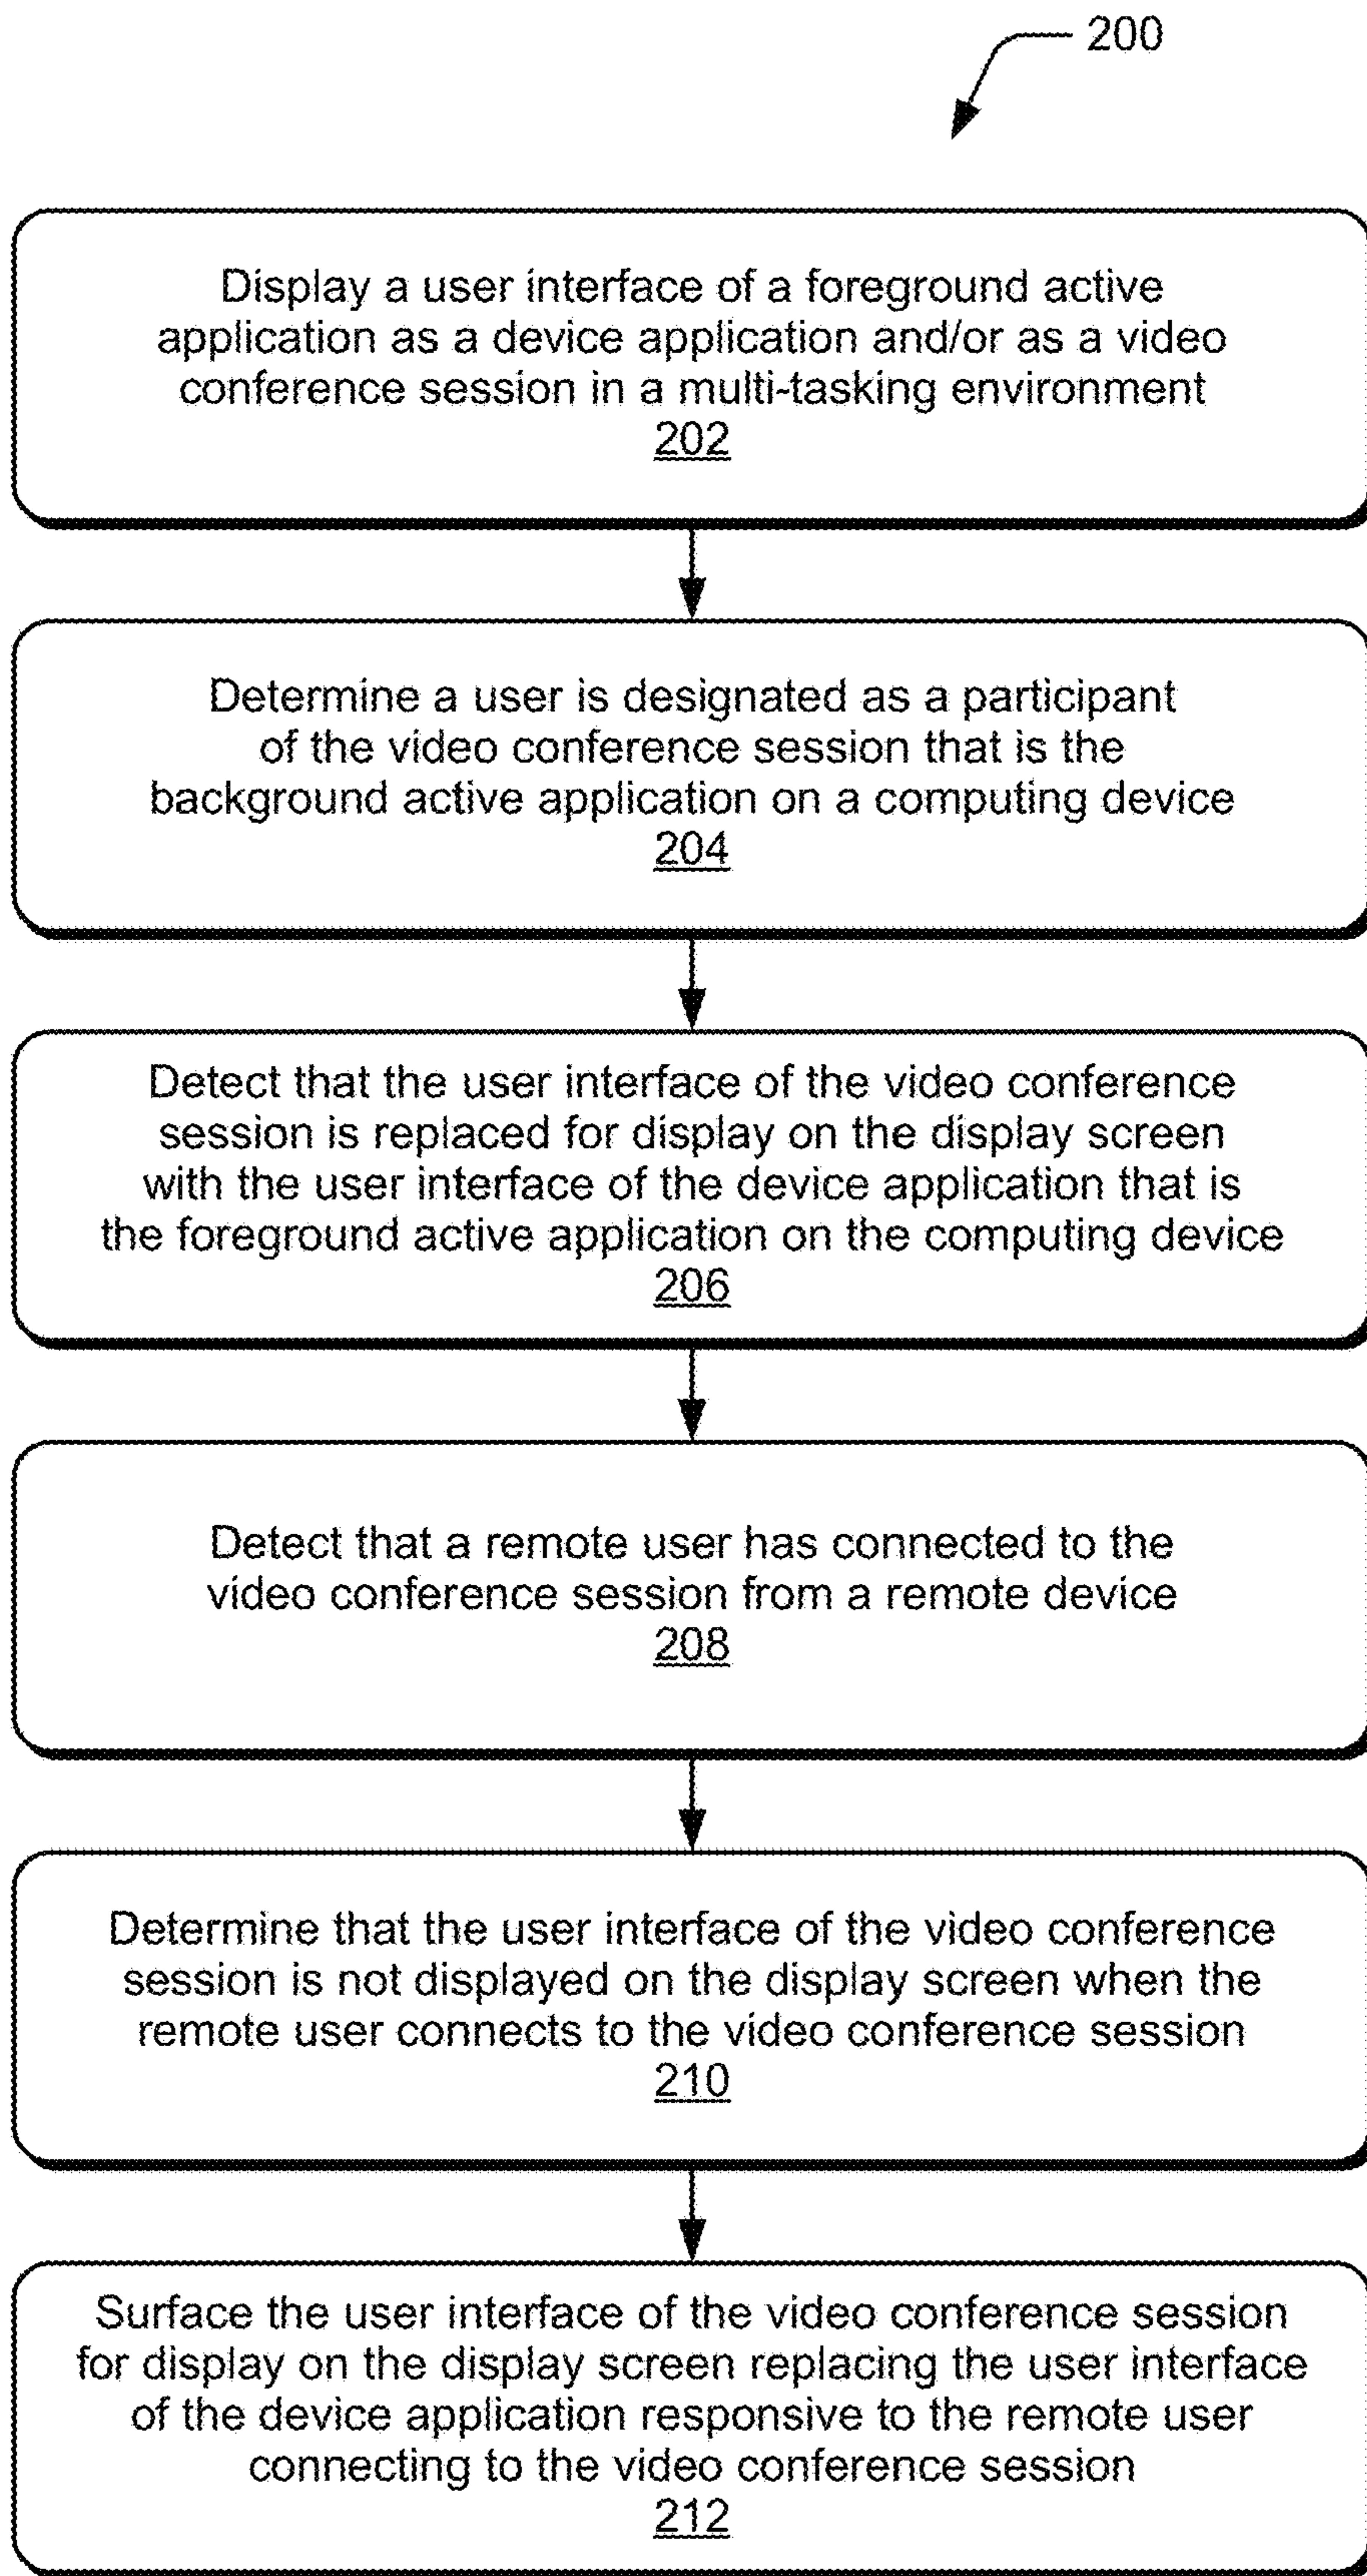 200
Display a user interface of a foreground active
application as a device application and/or as a video
conference session in a multi-tasking environment
202
Determine a user is designated as a participant
of the video conference session that is the
background active application on a computing device
204
Detect that the user interface of the video conference
session is replaced for display on the display screen
with the user interface of the device application that is
the foreground active application on the computing device
206
Detect that a remote user has connected to the
video conference session from a remote device
208
Determine that the user interface of the video conference
session is not displayed on the display screen when the
remote user connects to the video conference session
210
Surface the user interface of the video conference session
for display on the display screen replacing the user interface
of the device application responsive to the remote user
connecting to the video conference session
212